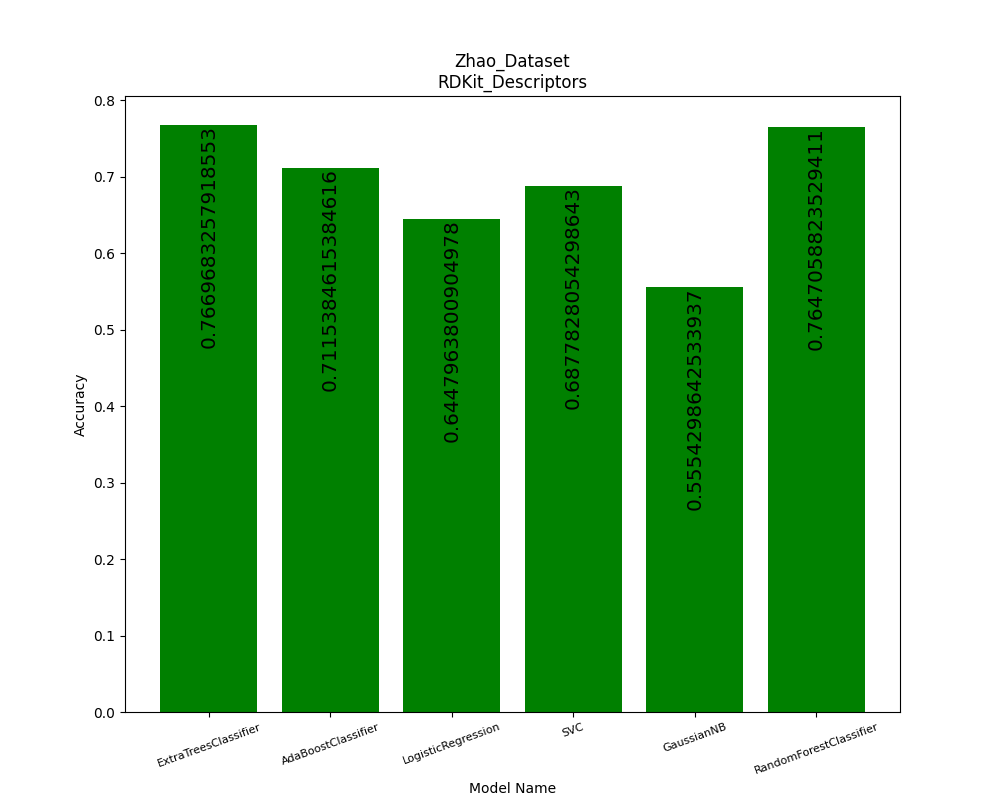 Zhao_Dataset
RDKit_Descriptors
Accuracy
0.8
0.7
0.6
0.5
0.4
0.3
0.2
0.1
0.0
0.7669683257918553
0.7115384615384616
0.6447963800904978
0.6877828054298643
0.5554298642533937
0.7647058823529411
ExtraTreesClassifier
AdaBoostClassifier
LogisticRegression
SVC
GaussianNB
RandomForestClassifier
Model Name